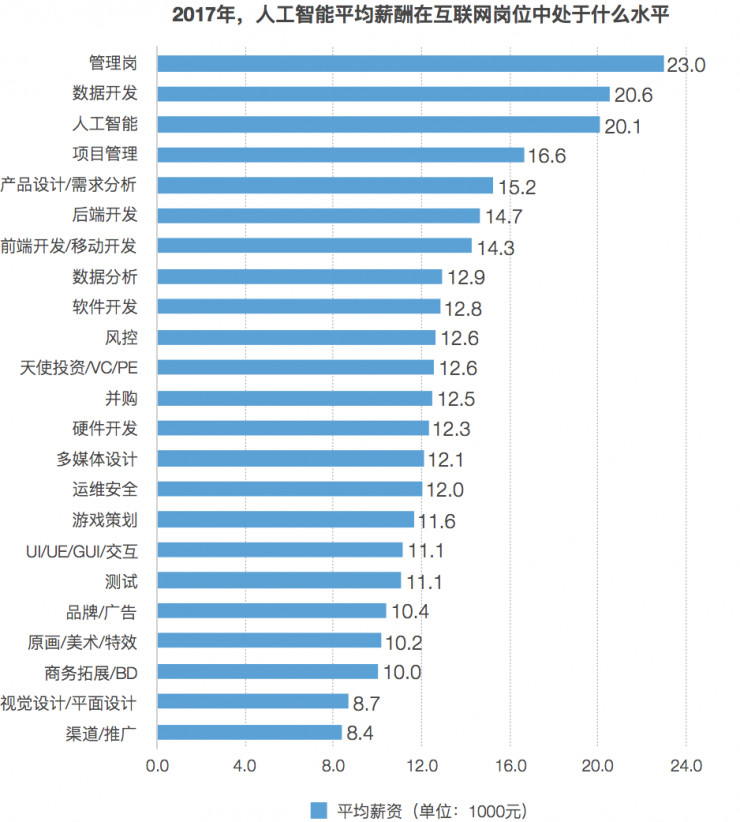 2017年，人工智能平均薪酬在互联网岗位中处于什么水平
管理岗 23.0
数据开发 20.6
人工智能 20.1
项目管理 16.6
产品设计/需求分析 15.2
后端开发 14.7
前端开发/移动开发 14.3
数据分析 12.9
软件开发 12.8
风控 12.6
天使投资/VC/PE 12.6
并购 12.5
硬件开发 12.3
多媒体设计 12.1
运维安全 12.0
游戏策划 11.6
UI/UE/GUI/交互 11.1
测试 11.1
品牌/广告 10.4
原画/美术/特效 10.2
商务拓展/BD 10.0
视觉设计/平面设计 8.7
渠道/推广 8.4
0.0 4.0 8.0 12.0 16.0 20.0 24.0
平均薪资（单位：1000元）